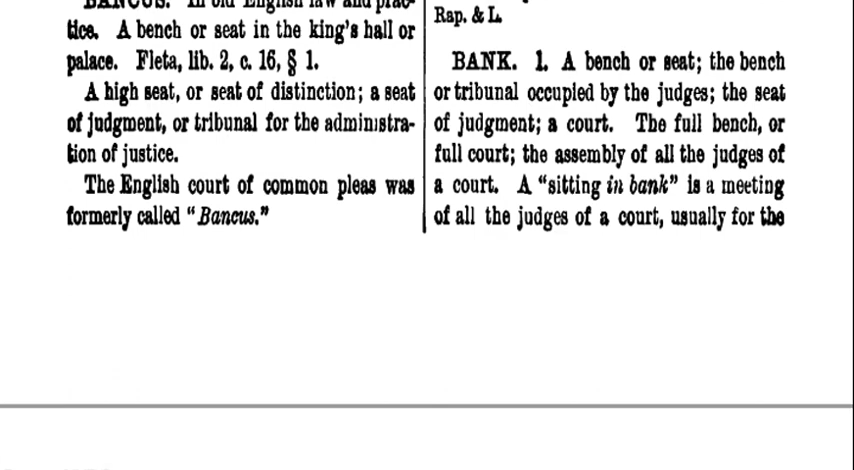 BANCUS. In old English law and prac-
tice. A bench or seat in the king's hall or
palace. Fleta, lib. 2, c. 16, § 1.
A high seat, or seat of distinction; a seat
of judgment, or tribunal for the administra-
tion of justice.
The English court of common pleas was
formerly called "Bancus."
Rap. & L.
BANK. 1. A bench or seat; the bench
or tribunal occupied by the judges; the seat
of judgment; a court. The full bench, or
full court; the assembly of all the judges of
a court. A "sitting in bank" is a meeting
of all the judges of a court, usually for the